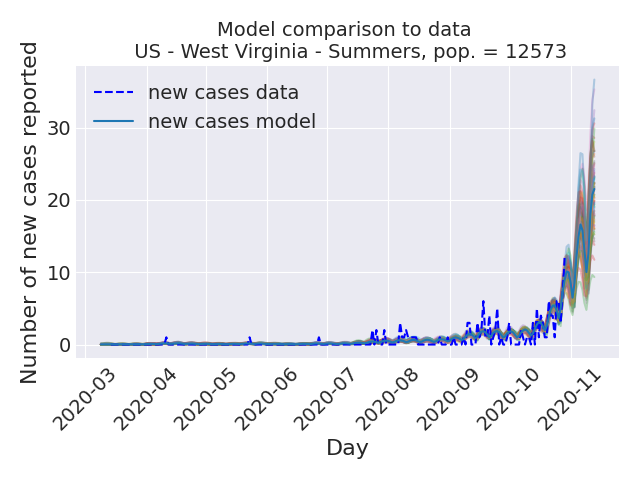 Model comparison to data
US - West Virginia - Summers, pop. = 12573
Number of new cases reported
new cases data
new cases model
30
20
10
0
2020-03
2020-04
2020-05
2020-06
2020-07
2020-08
2020-09
2020-10
2020-11
Day